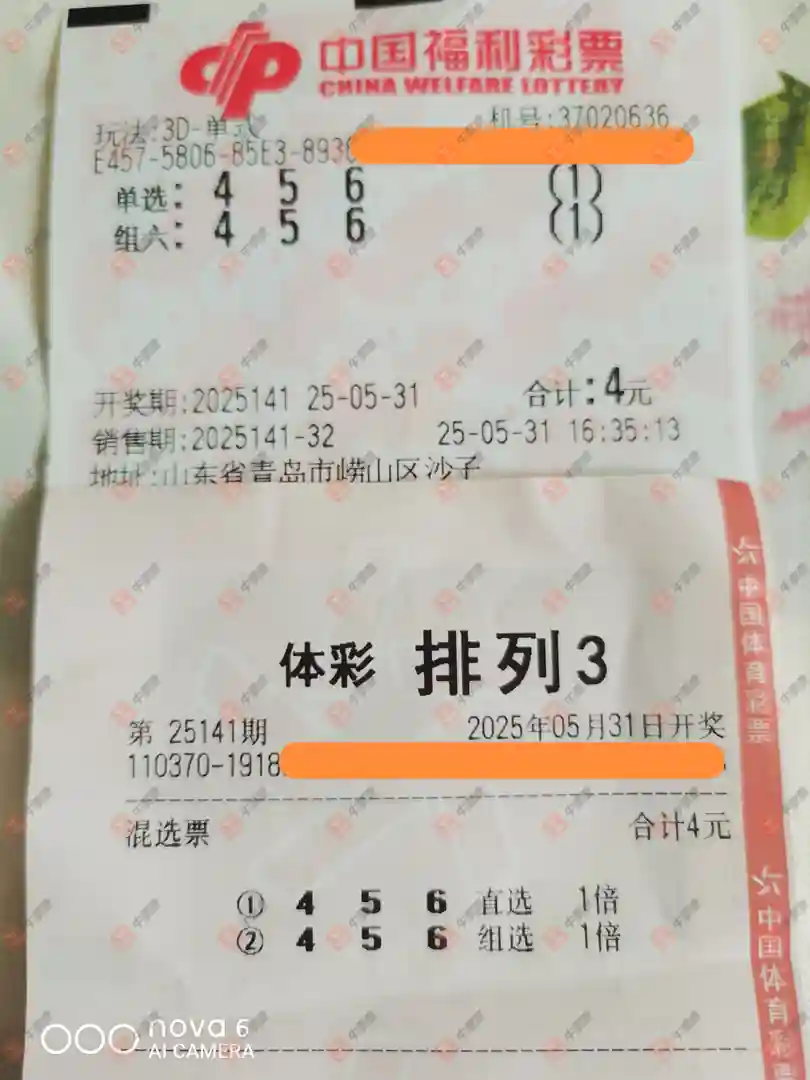 中国福利彩票
CHINA WELFARE LOTTERY
玩法:3D-单式 机号:37020636
E457-5806-85E3-893
单选: 4 5 6 (1)
组六: 4 5 6 (1)
开奖期:2025141 25-05-31 合计:4元
销售期:2025141-32 25-05-31 16:35:13
地址:山东省青岛市崂山区沙子
体彩 排列3
第 25141期 2025年05月31日开奖
110370-1918
混选票 合计4元
① 4 5 6 直选 1倍
② 4 5 6 组选 1倍
中国体育彩票
中国体育
nova 6
AI CAMERA